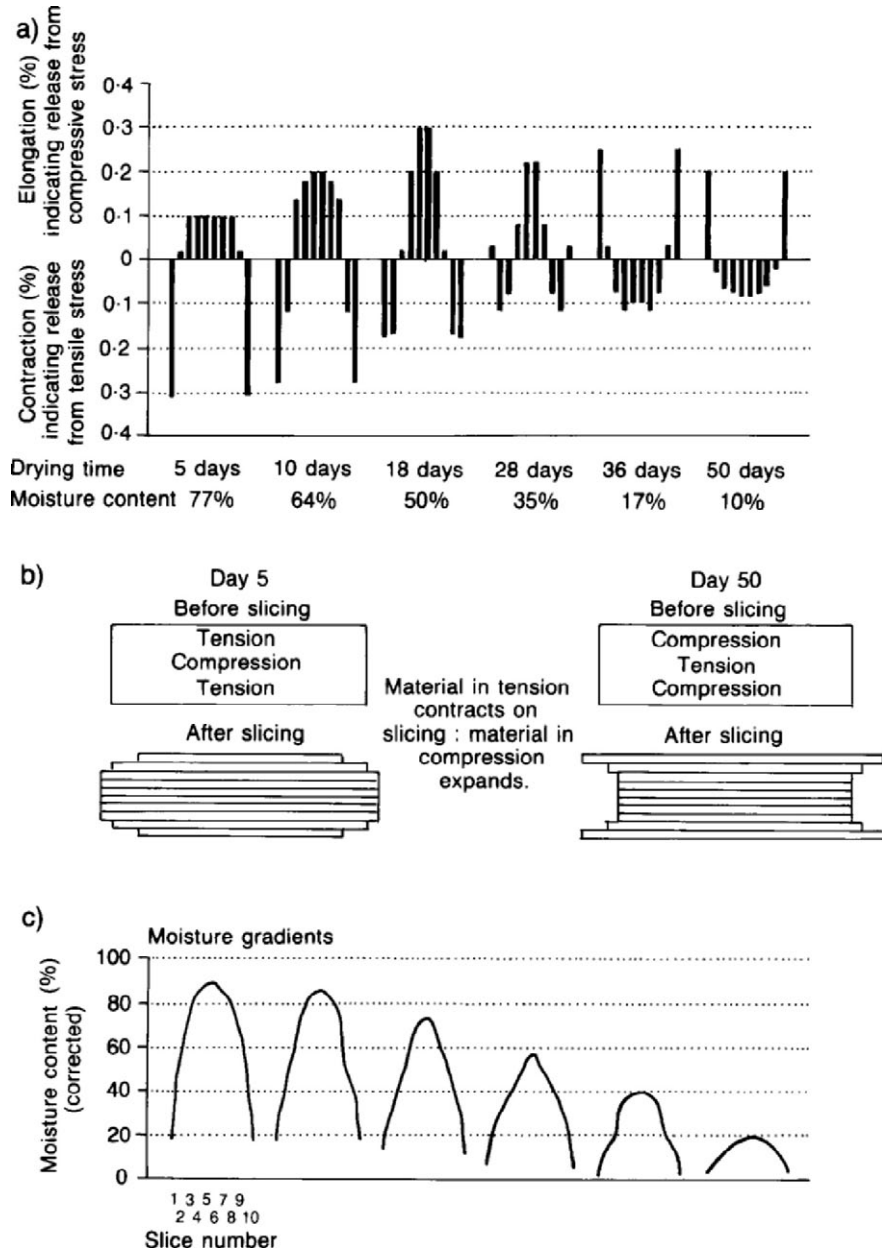 a)
Elongation (%)
indicating release from
compressive stress
Contraction (%)
indicating release
from tensile stress
0·4
0·3
0·2
0·1
0
0·1
0·2
0·3
0·4
Drying time 5 days 10 days 18 days 28 days 36 days 50 days
Moisture content 77% 64% 50% 35% 17% 10%
b)
Day 5
Before slicing
Tension
Compression
Tension
After slicing
Material in tension
contracts on
slicing : material in
compression
expands.
Day 50
Before slicing
Compression
Tension
Compression
After slicing
c)
Moisture gradients
Moisture content (%)
(corrected)
100
80
60
40
20
0
1 3 5 7 9
2 4 6 8 10
Slice number